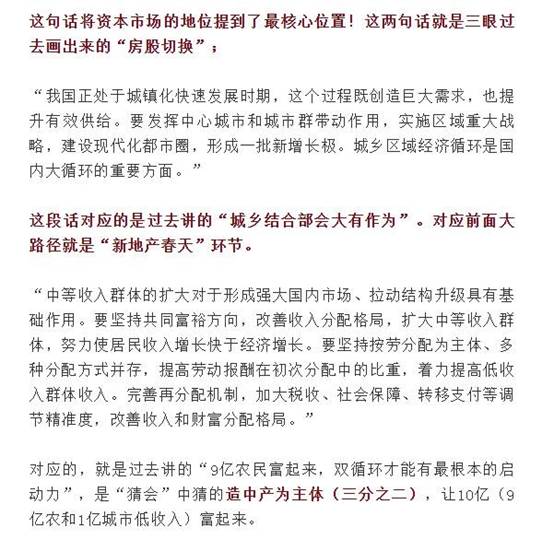 这句话将资本市场的地位提到了最核心位置！这两句话就是三眼过
去画出来的“房股切换”；
“我国正处于城镇化快速发展时期，这个过程既创造巨大需求，也提
升有效供给。要发挥中心城市和城市群带动作用，实施区域重大战
略，建设现代化都市圈，形成一批新增长极。城乡区域经济循环是国
内大循环的重要方面。”
这段话对应的是过去讲的“城乡结合部会大有作为”。对应前面大
路径就是“新地产春天”环节。
“中等收入群体的扩大对于形成强大国内市场、拉动结构升级具有基
础作用。要坚持共同富裕方向，改善收入分配格局，扩大中等收入群
体，努力使居民收入增长快于经济增长。要坚持按劳分配为主体、多
种分配方式并存，提高劳动报酬在初次分配中的比重，着力提高低收
入群体收入。完善再分配机制，加大税收、社会保障、转移支付等调
节精准度，改善收入和财富分配格局。”
对应的，就是过去讲的“9亿农民富起来，双循环才能有最根本的启
动力”，是“猜会”中猜的造中产为主体（三分之二），让10亿（9
亿农和1亿城市低收入）富起来。